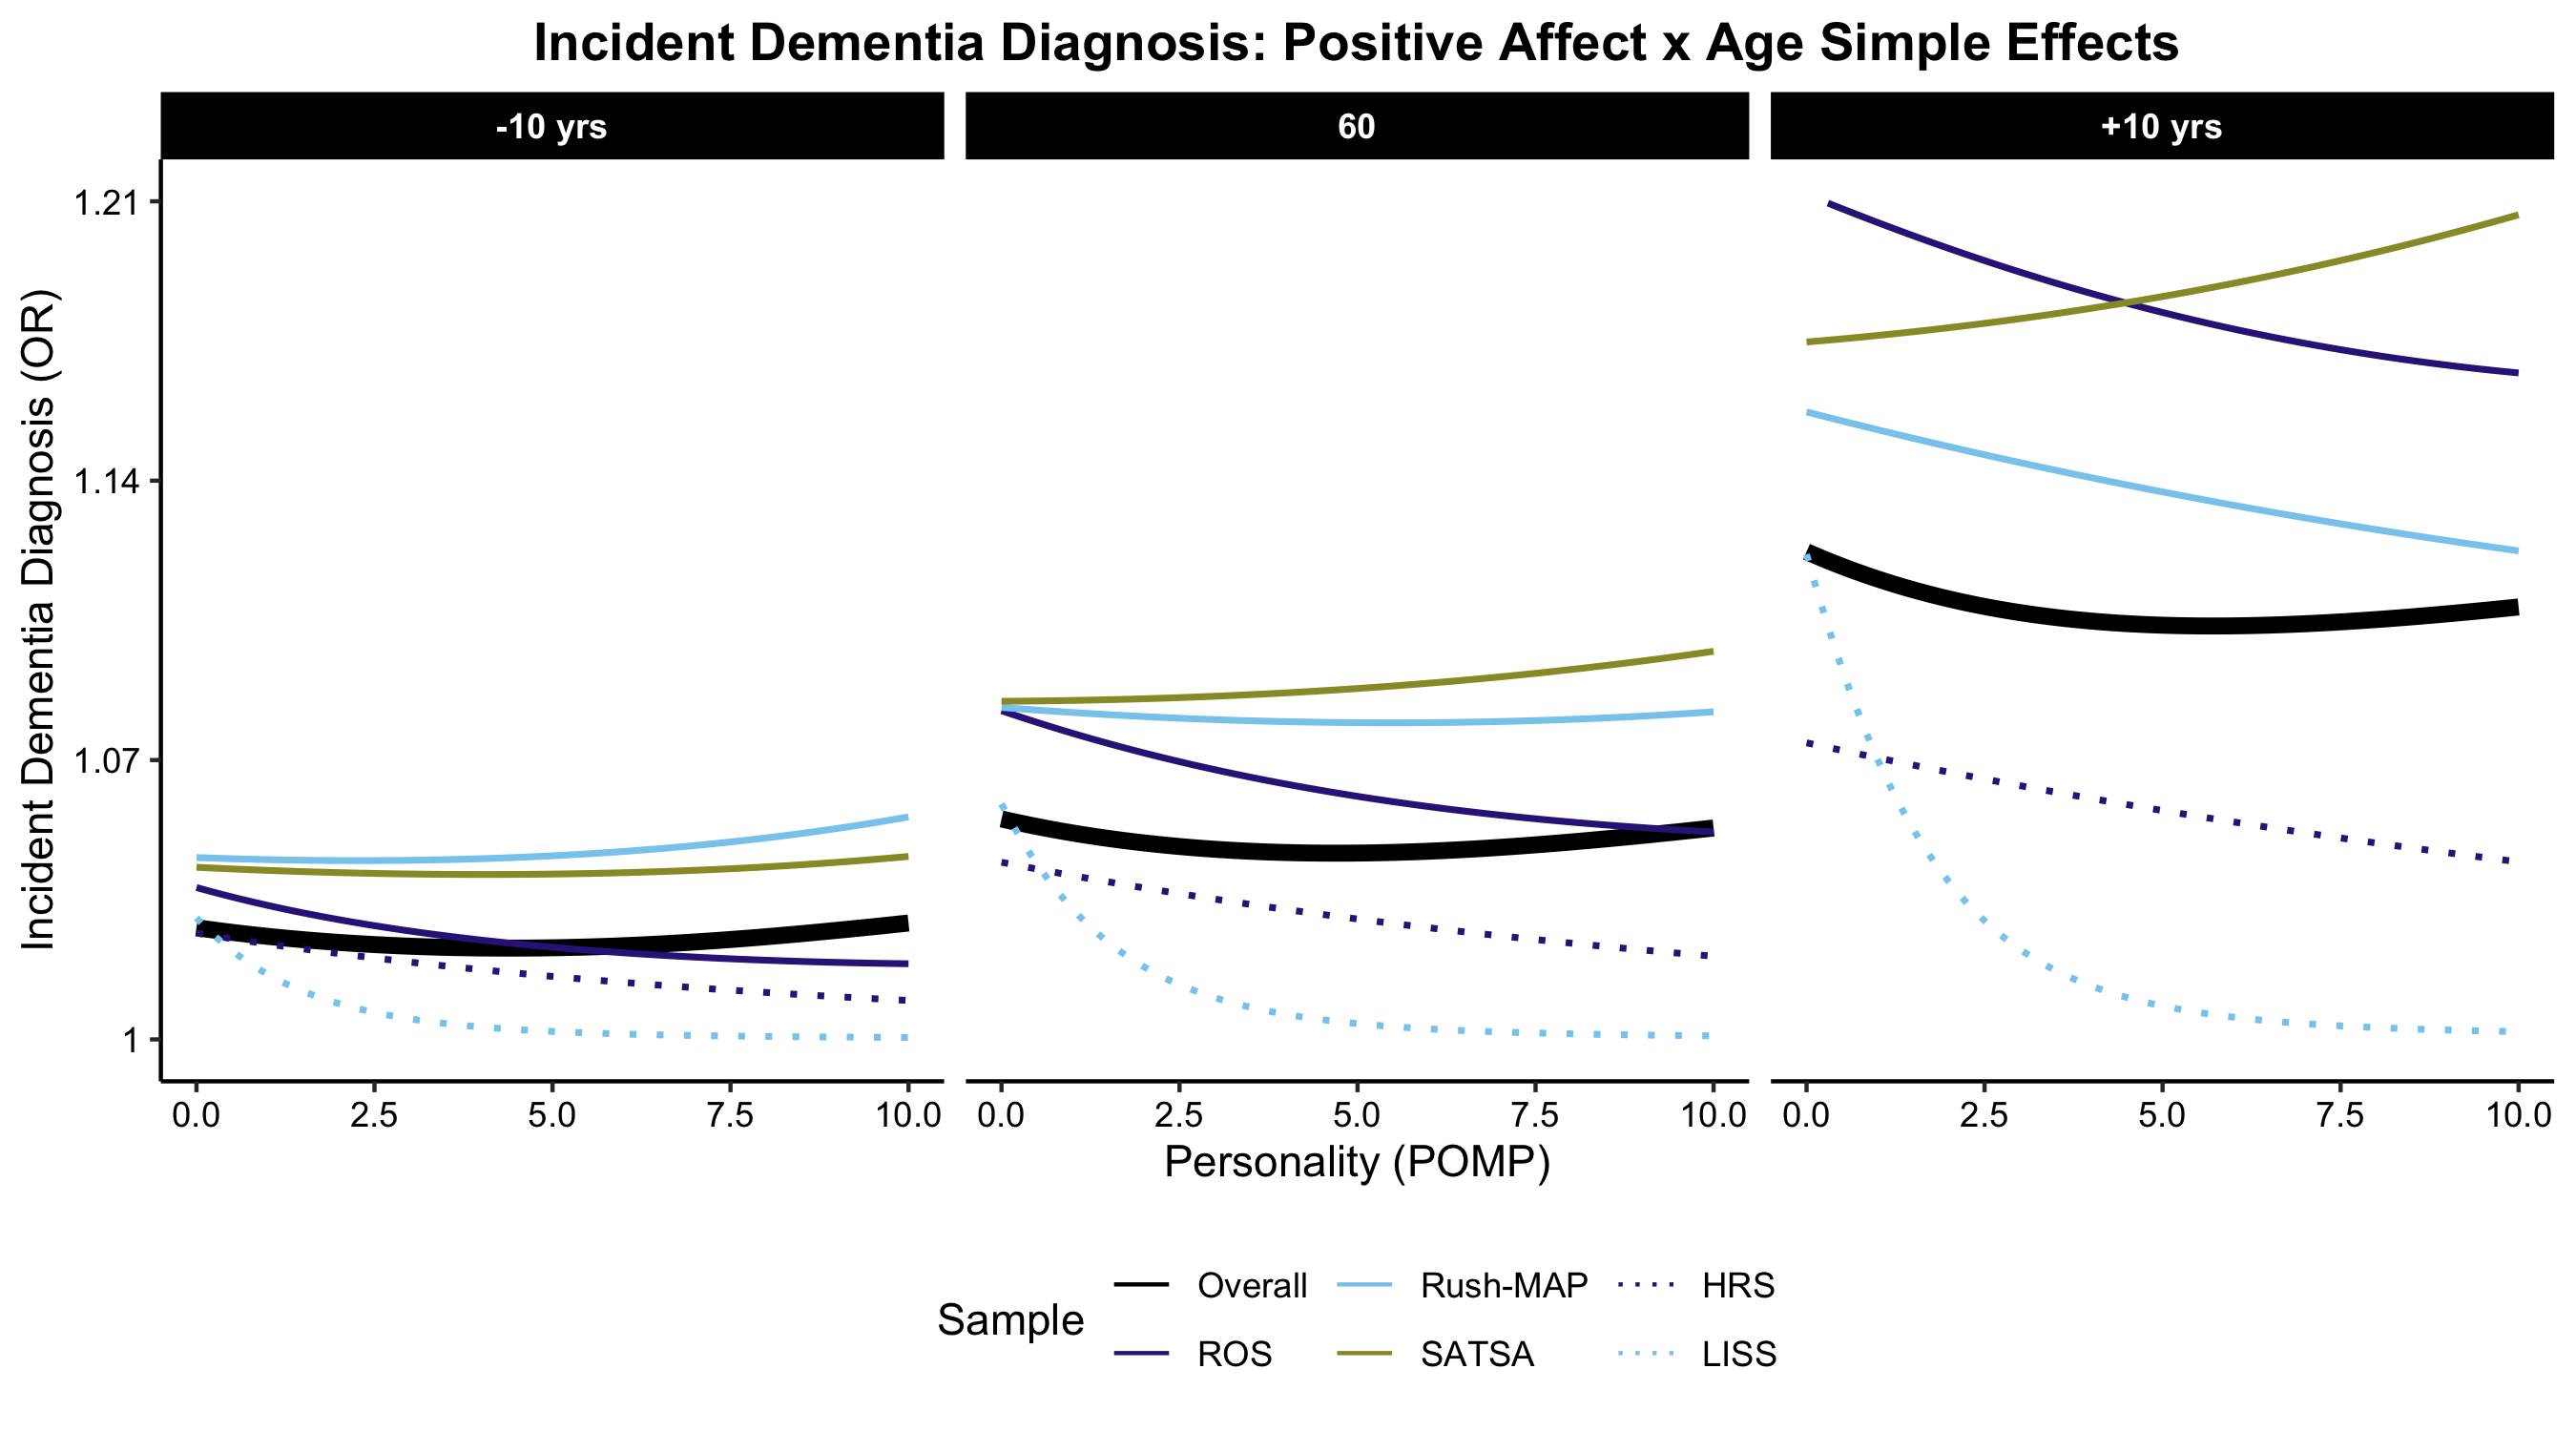 Incident Dementia Diagnosis: Positive Affect x Age Simple Effects
-10 yrs
60
+10 yrs
Incident Dementia Diagnosis (OR)
1.21
1.14
1.07
1
0.0 2.5 5.0 7.5 10.0
0.0 2.5 5.0 7.5 10.0
0.0 2.5 5.0 7.5 10.0
Personality (POMP)
Sample
Overall Rush-MAP HRS
ROS SATSA LISS